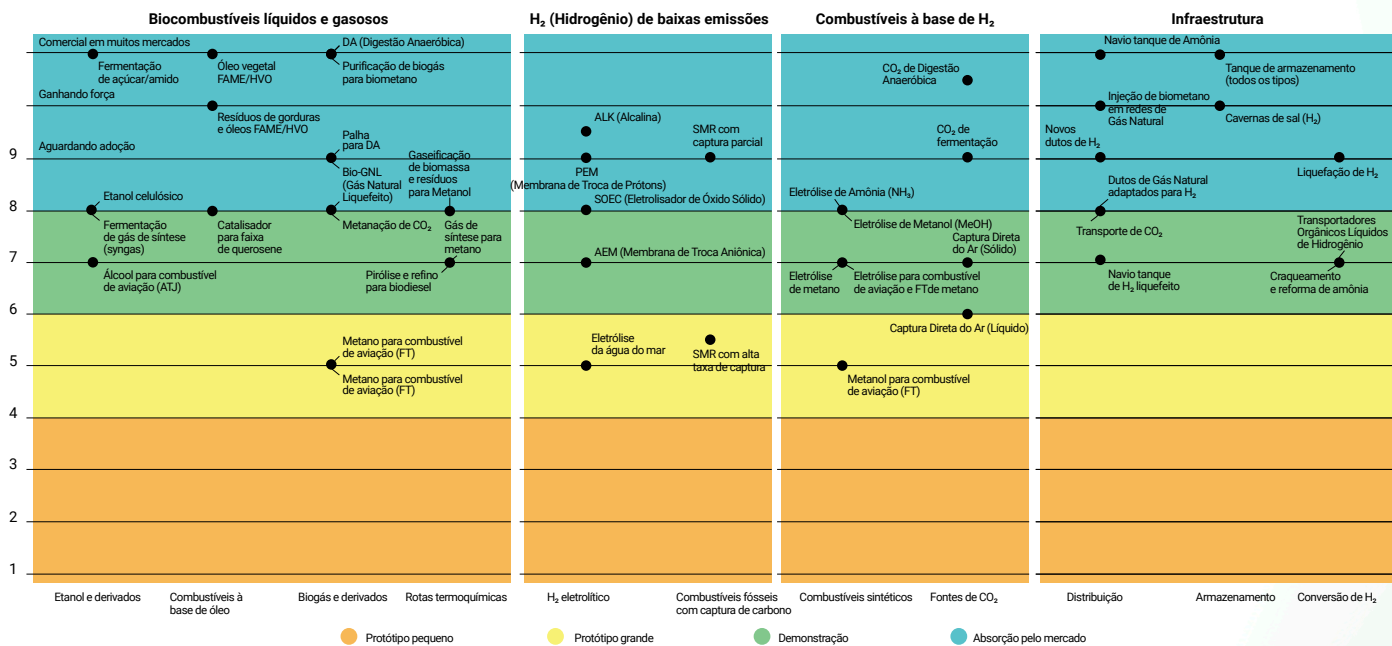 Biocombustíveis líquidos e gasosos
H₂ (Hidrogênio) de baixas emissões
Combustíveis à base de H₂
Infraestrutura
Comercial em muitos mercados
Fermentação
de açúcar/amido
Óleo vegetal
FAME/HVO
DA (Digestão Anaeróbica)
Purificação de biogás
para biometano
Ganhando força
Resíduos de gorduras
e óleos FAME/HVO
Aguardando adoção
Palha
para DA
Bio-GNL
(Gás Natural
Liquefeito)
Gaseificação
de biomassa
e resíduos
para Metanol
Etanol celulósico
Fermentação
de gás de síntese
(syngas)
Catalisador
para faixa
de querosene
Metanação de CO₂
Gás de
síntese para
metano
Álcool para combustível
de aviação (ATJ)
Pirólise e refino
para biodiesel
Metano para combustível
de aviação (FT)
Metano para combustível
de aviação (FT)
ALK (Alcalina)
SMR com
captura parcial
PEM
(Membrana de Troca de Prótons)
SOEC (Eletrolisador de Óxido Sólido)
AEM (Membrana de Troca Aniônica)
Eletrólise
da água do mar
SMR com alta
taxa de captura
CO₂ de Digestão
Anaeróbica
CO₂ de
fermentação
Eletrólise de Amônia (NH₃)
Eletrólise de Metanol (MeOH)
Captura Direta
do Ar (Sólido)
Eletrólise
de metano
Eletrólise para combustível
de aviação e FTde metano
Captura Direta do Ar (Líquido)
Metanol para combustível
de aviação (FT)
Navio tanque de Amônia
Tanque de armazenamento
(todos os tipos)
Injeção de biometano
em redes de
Gás Natural
Cavernas de sal (H₂)
Novos
dutos de H₂
Liquefação de H₂
Dutos de Gás Natural
adaptados para H₂
Transporte de CO₂
Transportadores
Orgânicos Líquidos
de Hidrogênio
Navio tanque
de H₂ liquefeito
Craqueamento
e reforma de amônia
9
8
7
6
5
4
3
2
1
Etanol e derivados
Combustíveis à
base de óleo
Biogás e derivados
Rotas termoquímicas
H₂ eletrolítico
Combustíveis fósseis
com captura de carbono
Combustíveis sintéticos
Fontes de CO₂
Distribuição
Armazenamento
Conversão de H₂
Protótipo pequeno
Protótipo grande
Demonstração
Absorção pelo mercado